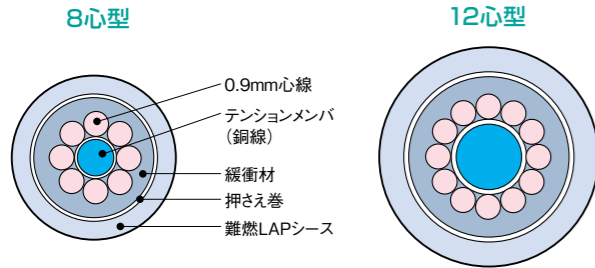 8心型
12心型
0.9mm心線
テンションメンバ
（銅線）
緩衝材
押さえ巻
難燃LAPシース